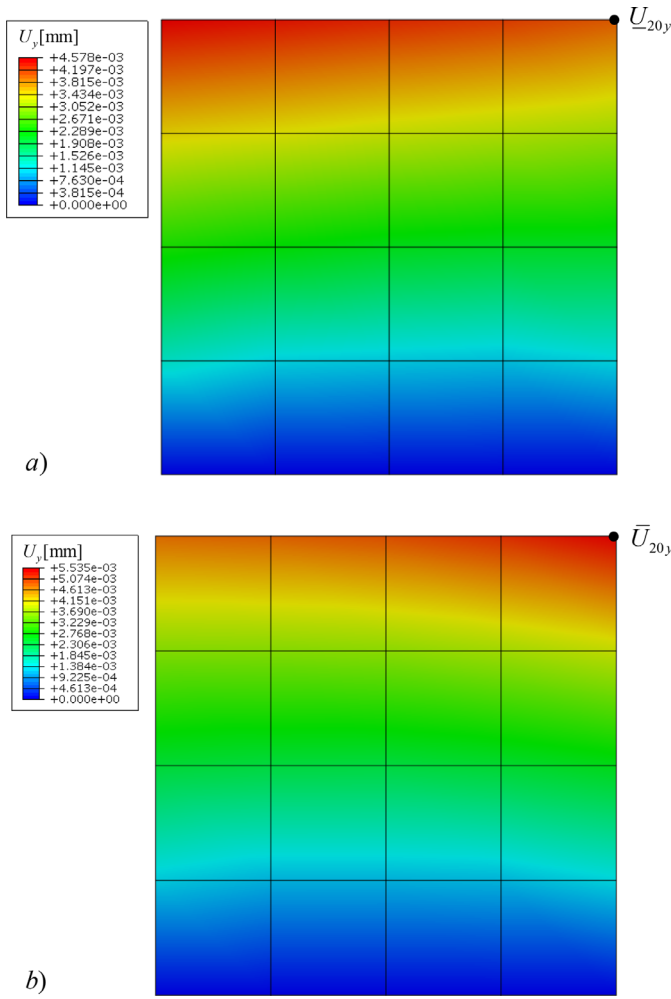 U_y[mm]
+4.578e-03
+4.197e-03
+3.815e-03
+3.434e-03
+3.052e-03
+2.671e-03
+2.289e-03
+1.908e-03
+1.526e-03
+1.145e-03
+7.630e-04
+3.815e-04
+0.000e+00
U̲_20y
a)
U_y[mm]
+5.535e-03
+5.074e-03
+4.613e-03
+4.151e-03
+3.690e-03
+3.229e-03
+2.768e-03
+2.306e-03
+1.845e-03
+1.384e-03
+9.225e-04
+4.613e-04
+0.000e+00
Ū_20y
b)